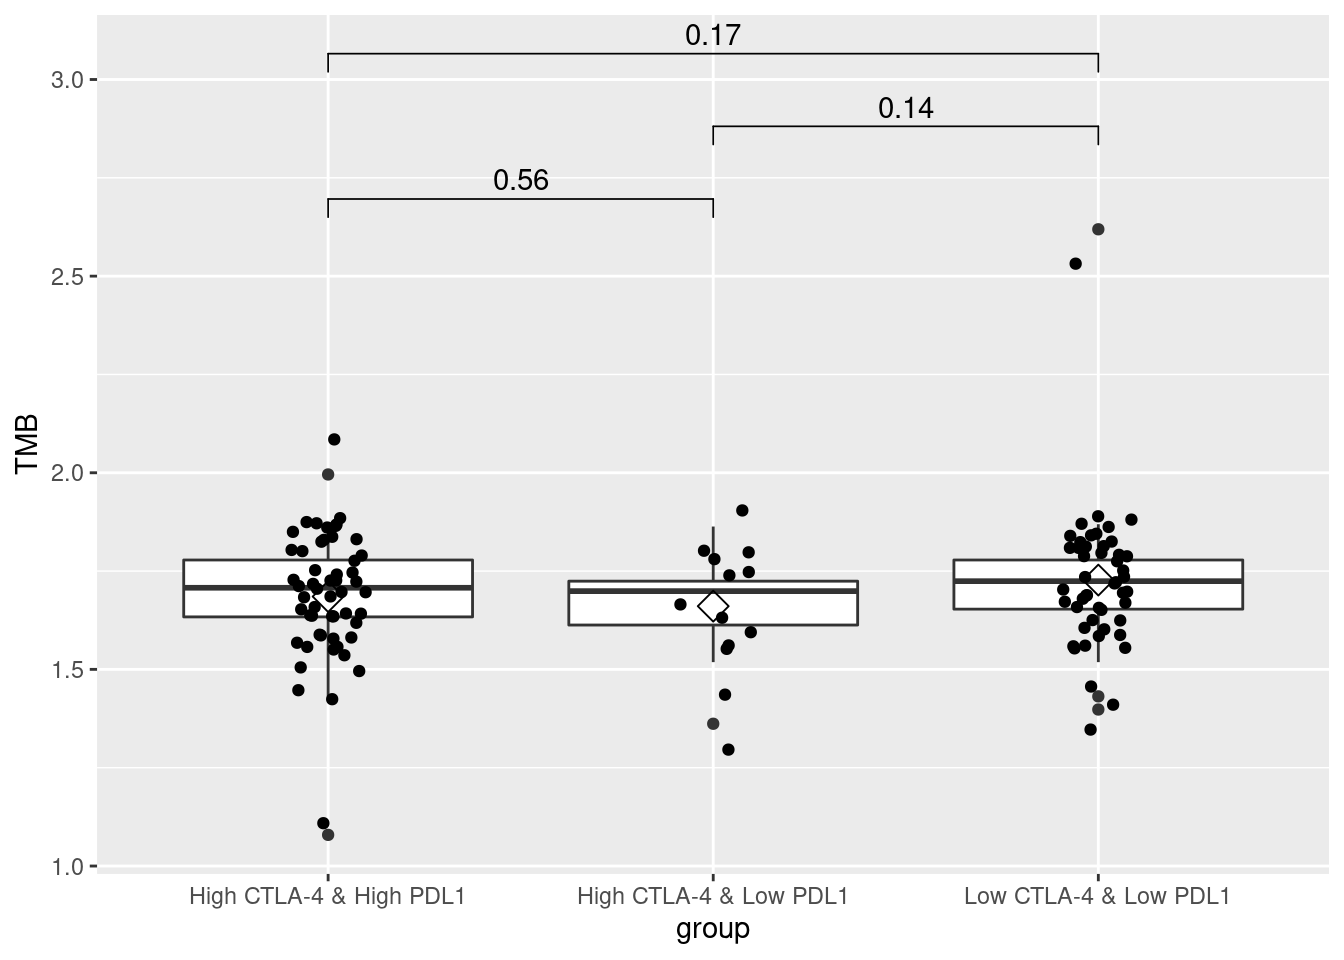 0.17
3.0
0.14
0.56
2.5
TMB
2.0
1.5
1.0
High CTLA-4 & High PDL1
High CTLA-4 & Low PDL1
Low CTLA-4 & Low PDL1
group